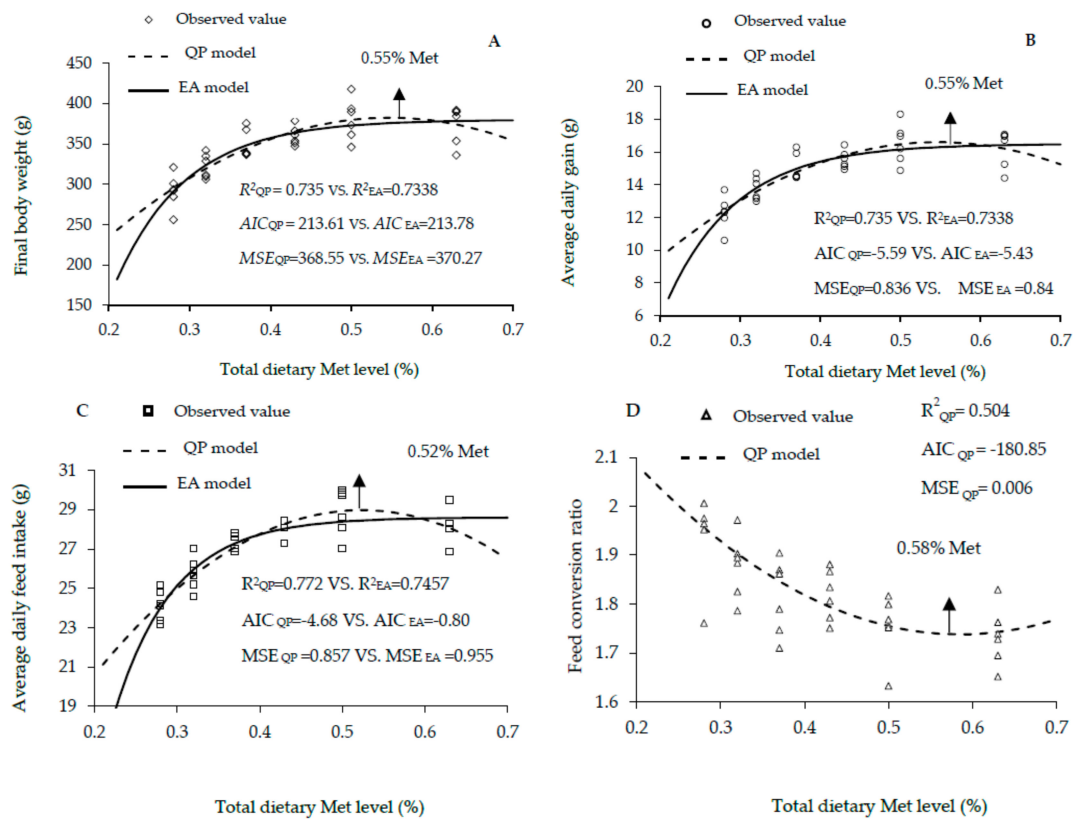 Observed value
A
QP model
EA model
0.55% Met
Final body weight (g)
450
400
350
300
250
200
150
R²QP= 0.735 VS. R²EA=0.7338
AICQP = 213.61 VS. AIC EA=213.78
MSEQP=368.55 VS. MSEEA =370.27
0.2 0.3 0.4 0.5 0.6 0.7
Total dietary Met level (%)
Observed value
B
QP model
EA model
0.55% Met
Average daily gain (g)
22
20
18
16
14
12
10
8
6
R²QP=0.735 VS. R²EA=0.7338
AIC QP=-5.59 VS. AIC EA=-5.43
MSEQP=0.836 VS. MSE EA =0.84
0.2 0.3 0.4 0.5 0.6 0.7
Total dietary Met level (%)
C
Observed value
QP model
EA model
0.52% Met
Average daily feed intake (g)
31
29
27
25
23
21
19
R²QP=0.772 VS. R²EA=0.7457
AIC QP=-4.68 VS. AIC EA=-0.80
MSE QP =0.857 VS. MSE EA =0.955
0.2 0.3 0.4 0.5 0.6 0.7
Total dietary Met level (%)
D
Observed value
QP model
R²QP= 0.504
AIC QP = -180.85
MSE QP= 0.006
0.58% Met
Feed conversion ratio
2.1
2
1.9
1.8
1.7
1.6
0.2 0.3 0.4 0.5 0.6 0.7
Total dietary Met level (%)